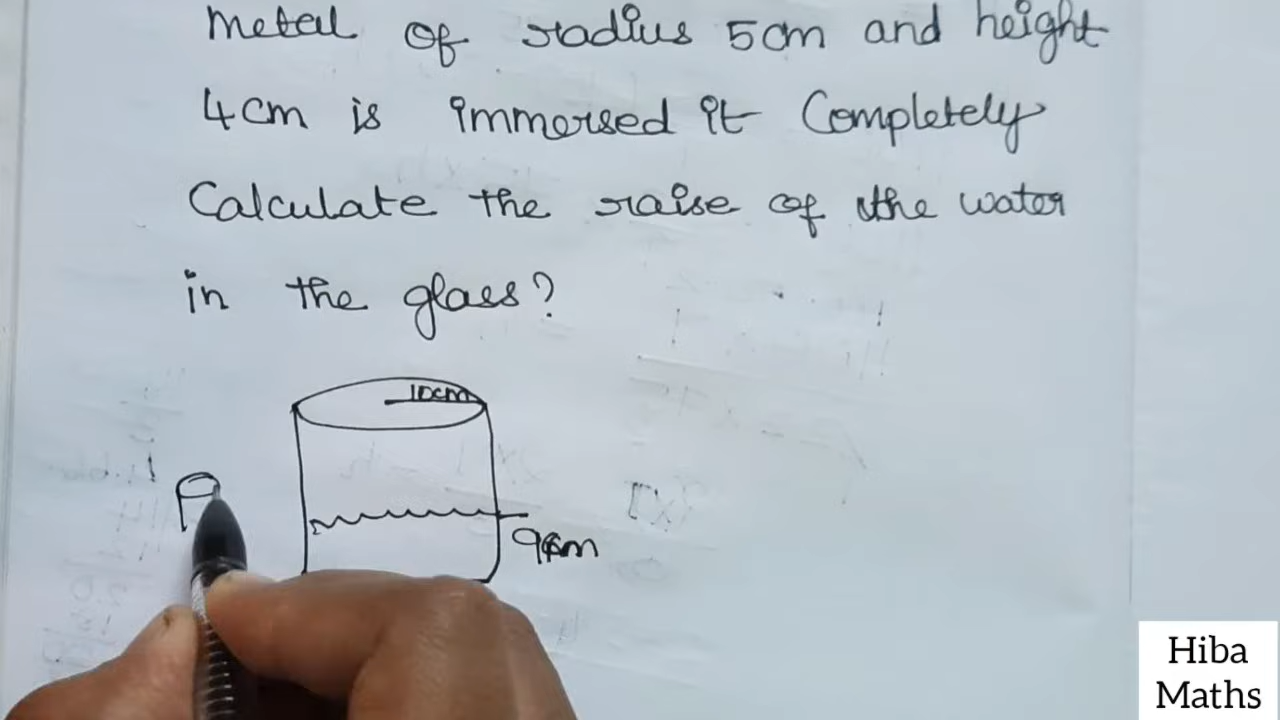 metal of radius 5cm and height
4cm is immersed it completely
Calculate the raise of the water
in the glass?
10cm
9cm
Hiba
Maths